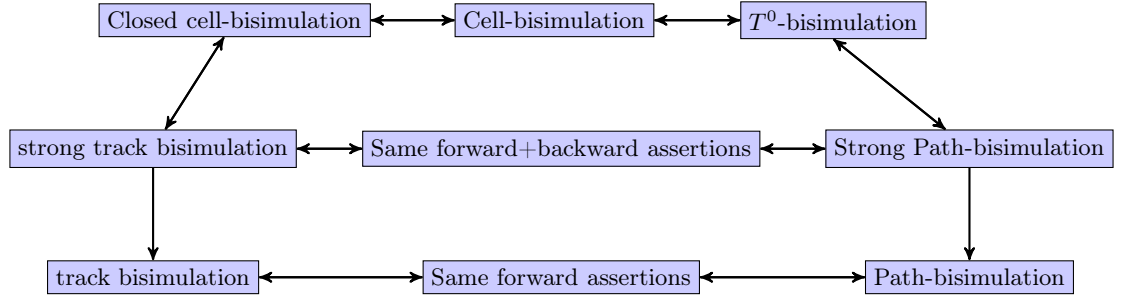 Closed cell-bisimulation
Cell-bisimulation
T⁰-bisimulation
strong track bisimulation
Same forward+backward assertions
Strong Path-bisimulation
track bisimulation
Same forward assertions
Path-bisimulation